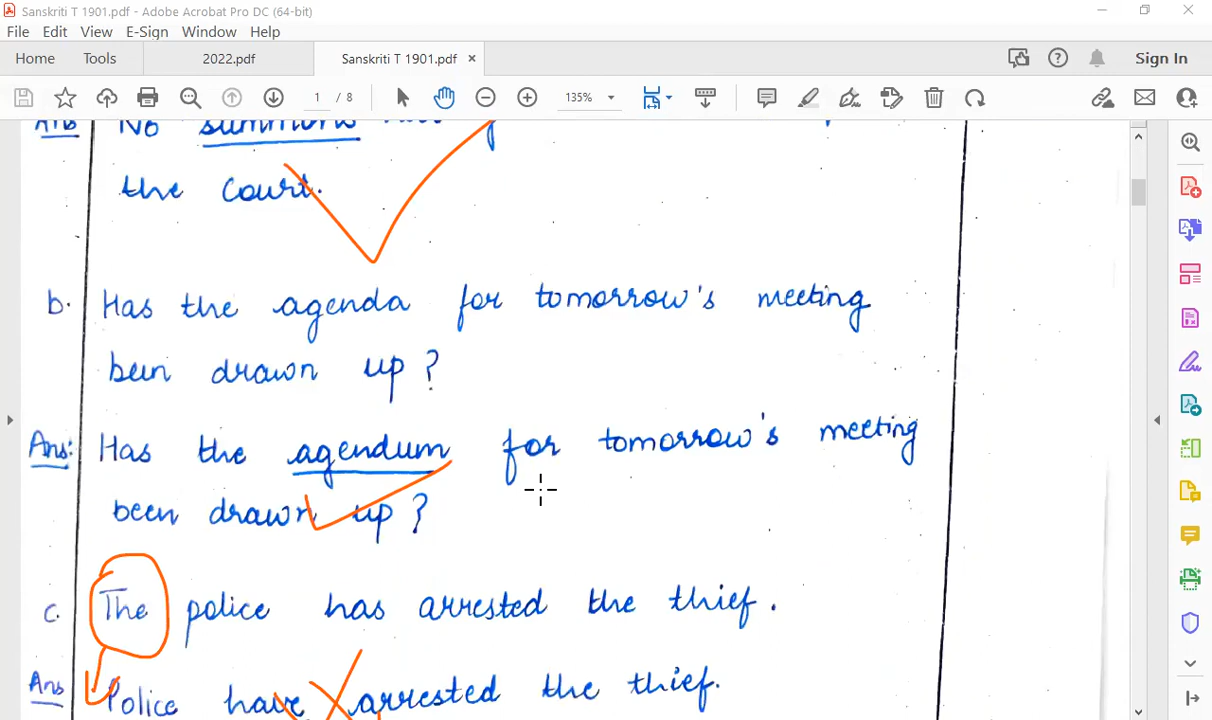 Sanskriti T 1901.pdf - Adobe Acrobat Pro DC (64-bit)
File Edit View E-Sign Window Help
Home Tools 2022.pdf Sanskriti T 1901.pdf × Sign In
1 / 8 135%
Ans No summons
the court.
b. Has the agenda for tomorrow's meeting
been drawn up ?
Ans: Has the agendum for tomorrow's meeting
been drawn up ?
c. The police has arrested the thief.
Ans Police have arrested the thief.